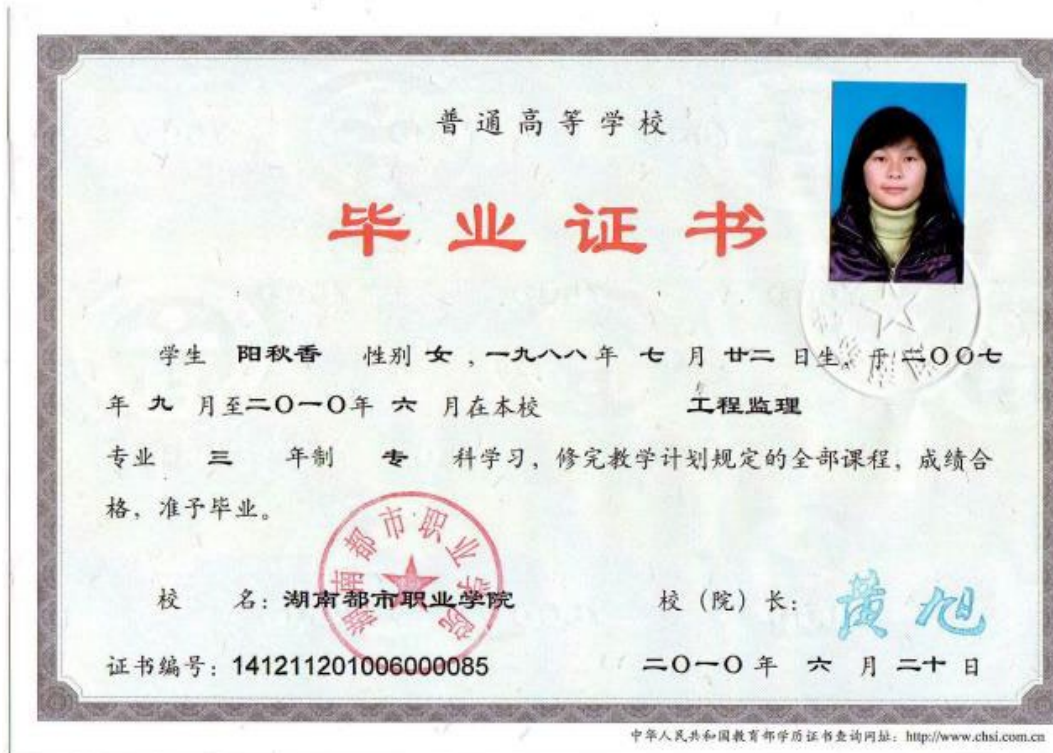 普通高等学校
毕业证书
学生 阳秋香 性别 女，一九八八年 七 月 廿二 日生，于二〇〇七
年 九 月至二〇一〇年 六 月在本校 工程监理
专业 三 年制 专 科学习，修完教学计划规定的全部课程，成绩合
格，准予毕业。
湖南都市职业学院
校 名：湖南都市职业学院 校（院）长：黄旭
证书编号：141211201006000085 二〇一〇年 六 月 二十 日
中华人民共和国教育部学历证书查询网址：http://www.chsi.com.cn